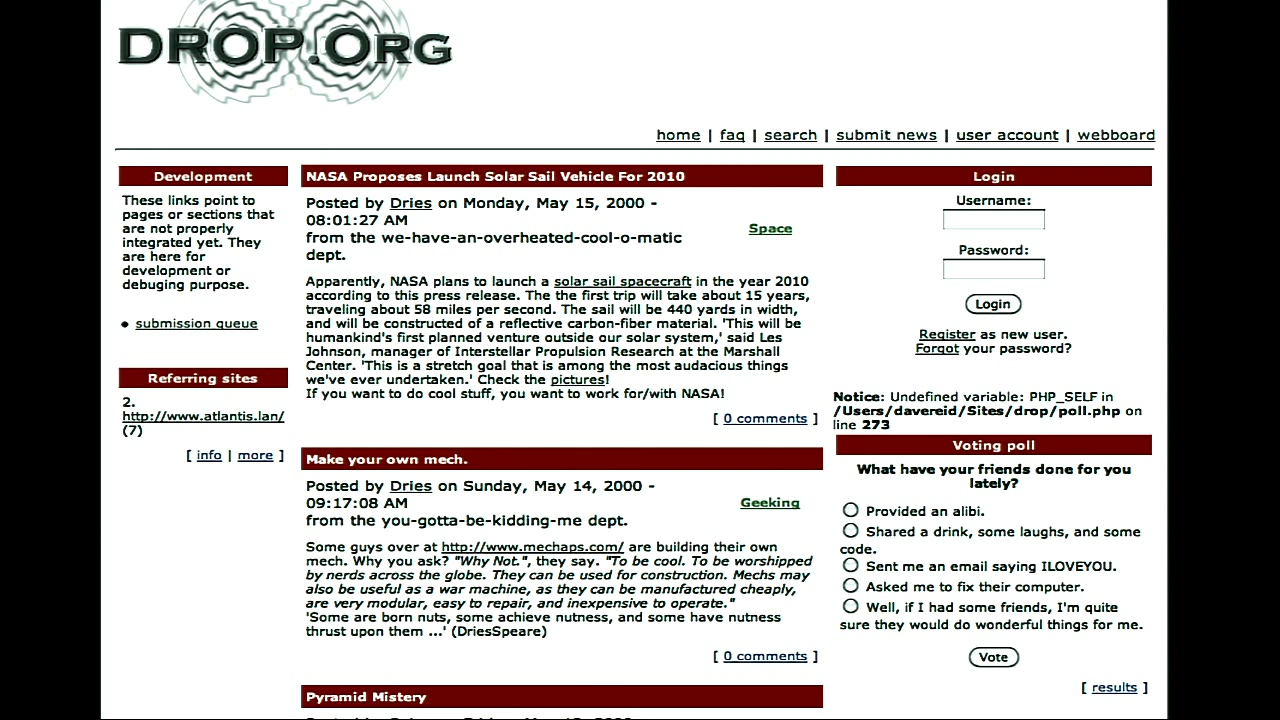 DROP.ORG
home | faq | search | submit news | user account | webboard
Development
These links point to
pages or sections that
are not properly
integrated yet. They
are here for
development or
debuging purpose.
• submission queue
Referring sites
2.
http://www.atlantis.lan/
(7)
[ info | more ]
NASA Proposes Launch Solar Sail Vehicle For 2010
Posted by Dries on Monday, May 15, 2000 -
08:01:27 AM
from the we-have-an-overheated-cool-o-matic
dept.
Space
Apparently, NASA plans to launch a solar sail spacecraft in the year 2010
according to this press release. The the first trip will take about 15 years,
traveling about 58 miles per second. The sail will be 440 yards in width,
and will be constructed of a reflective carbon-fiber material. 'This will be
humankind's first planned venture outside our solar system,' said Les
Johnson, manager of Interstellar Propulsion Research at the Marshall
Center. 'This is a stretch goal that is among the most audacious things
we've ever undertaken.' Check the pictures!
If you want to do cool stuff, you want to work for/with NASA!
[ 0 comments ]
Make your own mech.
Posted by Dries on Sunday, May 14, 2000 -
09:17:08 AM
from the you-gotta-be-kidding-me dept.
Geeking
Some guys over at http://www.mechaps.com/ are building their own
mech. Why you ask? "Why Not.", they say. "To be cool. To be worshipped
by nerds across the globe. They can be used for construction. Mechs may
also be useful as a war machine, as they can be manufactured cheaply,
are very modular, easy to repair, and inexpensive to operate."
'Some are born nuts, some achieve nutness, and some have nutness
thrust upon them ...' (DriesSpeare)
[ 0 comments ]
Pyramid Mistery
Login
Username:
Password:
Login
Register as new user.
Forgot your password?
Notice: Undefined variable: PHP_SELF in
/Users/davereid/Sites/drop/poll.php on
line 273
Voting poll
What have your friends done for you
lately?
Provided an alibi.
Shared a drink, some laughs, and some
code.
Sent me an email saying ILOVEYOU.
Asked me to fix their computer.
Well, if I had some friends, I'm quite
sure they would do wonderful things for me.
Vote
[ results ]